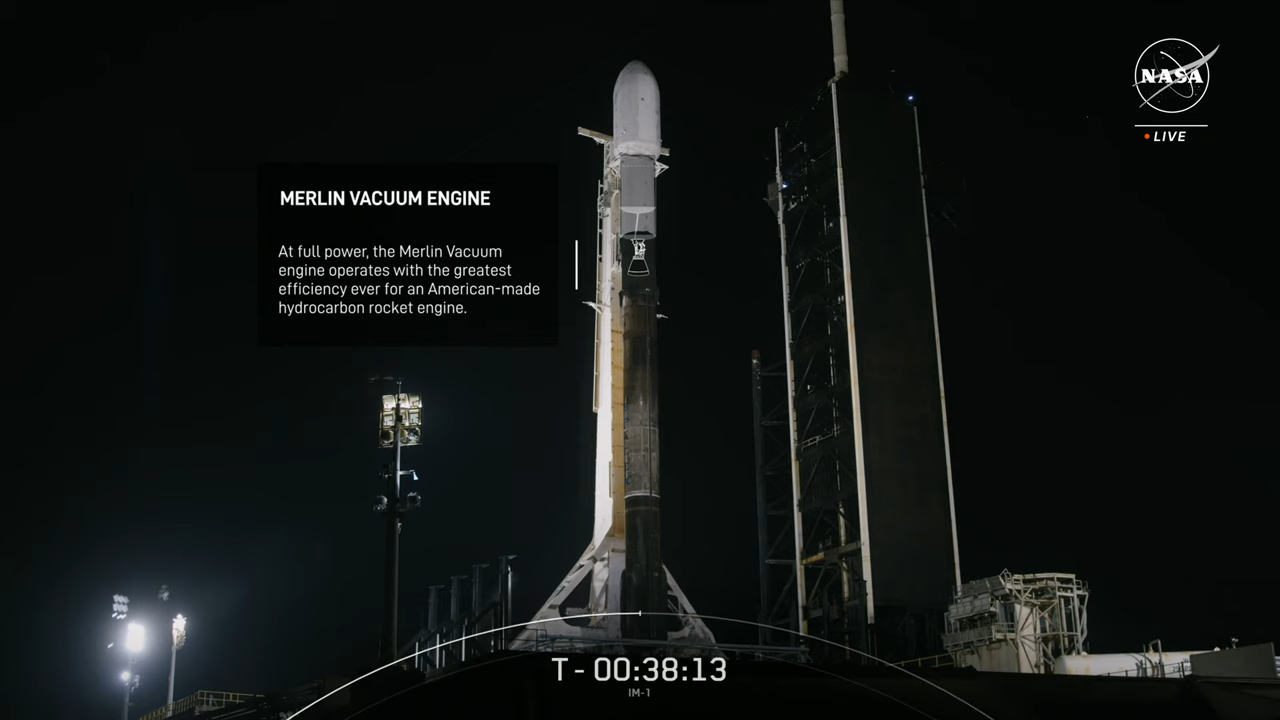 NASA
LIVE
MERLIN VACUUM ENGINE
At full power, the Merlin Vacuum
engine operates with the greatest
efficiency ever for an American-made
hydrocarbon rocket engine.
T - 00:38:13
IM-1